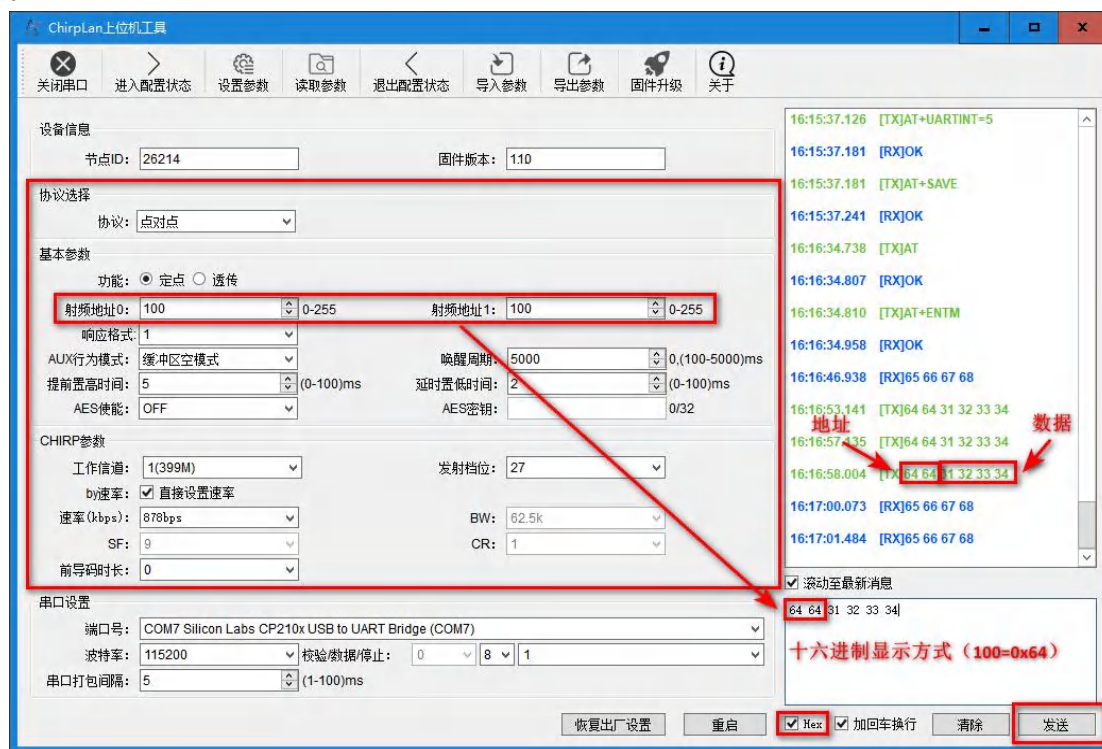 ChirpLan上位机工具
关闭串口 进入配置状态 设置参数 读取参数 退出配置状态 导入参数 导出参数 固件升级 关于
设备信息
节点ID: 26214 固件版本: 1.10
协议选择
协议: 点对点
基本参数
功能: 定点 透传
射频地址0: 100 0-255 射频地址1: 100 0-255
响应格式: 1
AUX行为模式: 缓冲区空模式 唤醒周期: 5000 0,(100-5000)ms
提前置高时间: 5 (0-100)ms 延时置低时间: 2 (0-100)ms
AES使能: OFF AES密钥: 0/32
CHIRP参数
工作信道: 1(399M) 发射档位: 27
by速率: 直接设置速率
速率(kbps): 878bps BW: 62.5k
SF: 9 CR: 1
前导码时长: 0
串口设置
端口号: COM7 Silicon Labs CP210x USB to UART Bridge (COM7)
波特率: 115200 校验/数据/停止: 0 8 1
串口打包间隔: 5 (1-100)ms
恢复出厂设置 重启
16:15:37.126 [TX]AT+UARTINT=5
16:15:37.181 [RX]OK
16:15:37.181 [TX]AT+SAVE
16:15:37.241 [RX]OK
16:16:34.738 [TX]AT
16:16:34.807 [RX]OK
16:16:34.810 [TX]AT+ENTM
16:16:34.958 [RX]OK
16:16:46.938 [RX]65 66 67 68
16:16:53.141 [TX]64 64 31 32 33 34
地址 数据
16:16:57.135 [TX]64 64 31 32 33 34
16:16:58.004 [TX]64 64 31 32 33 34
16:17:00.073 [RX]65 66 67 68
16:17:01.484 [RX]65 66 67 68
滚动至最新消息
64 64 31 32 33 34
十六进制显示方式（100=0x64）
Hex 加回车换行 清除 发送